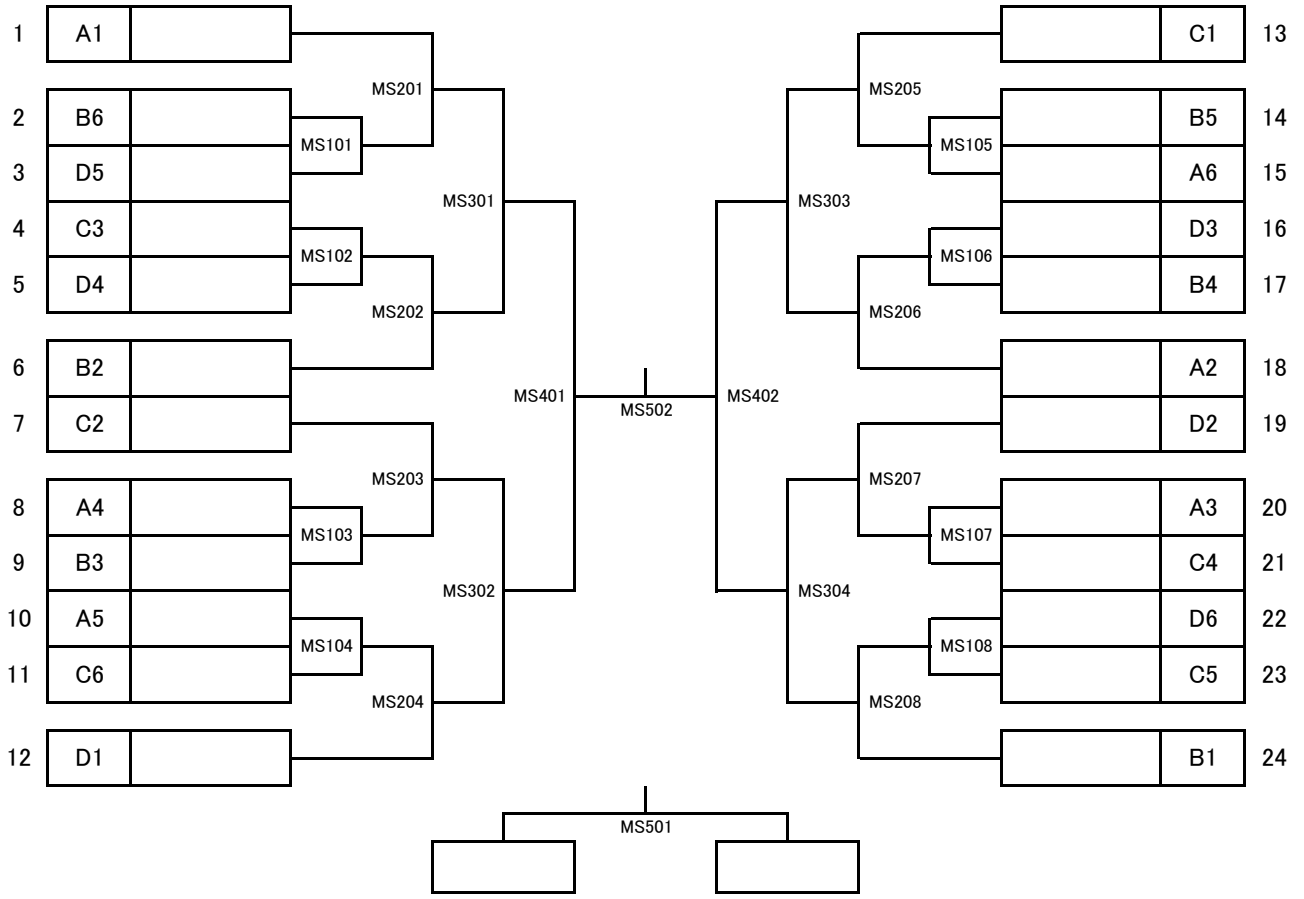 1 A1 C1 13
MS201 MS205
2 B6 B5 14
MS101 MS105
3 D5 A6 15
MS301 MS303
4 C3 D3 16
MS102 MS106
5 D4 B4 17
MS202 MS206
6 B2 A2 18
MS401 MS502 MS402
7 C2 D2 19
MS203 MS207
8 A4 A3 20
MS103 MS107
9 B3 C4 21
MS302 MS304
10 A5 D6 22
MS104 MS108
11 C6 C5 23
MS204 MS208
12 D1 B1 24
MS501